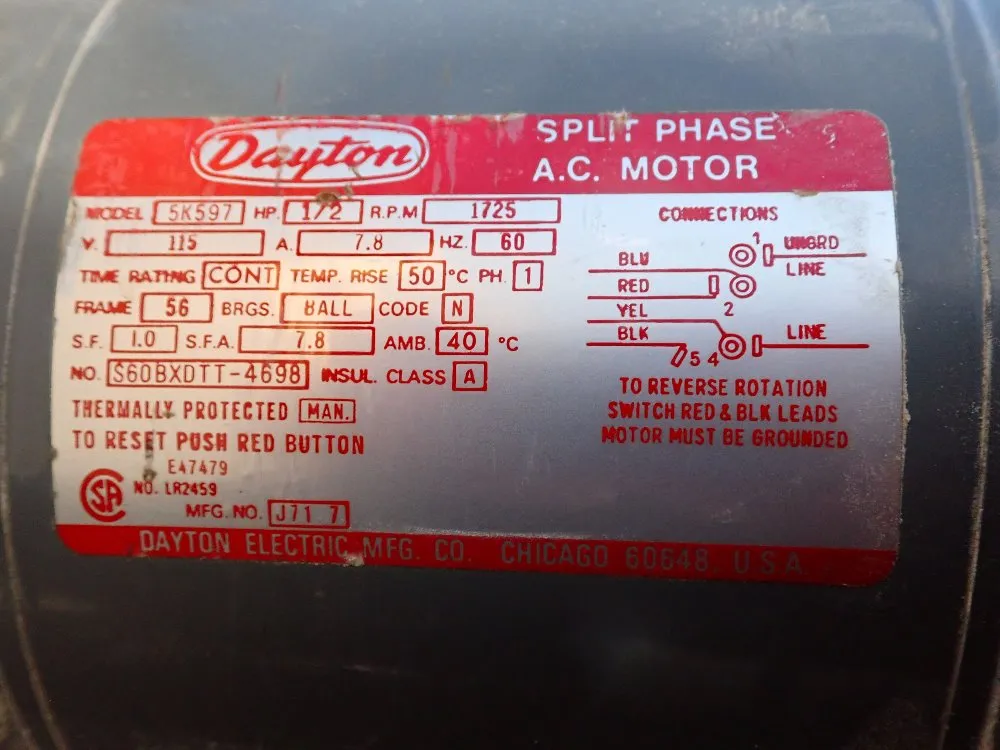 Dayton
SPLIT PHASE
A.C. MOTOR
MODEL 5K597 HP. 1/2 R.P.M 1725
V. 115 A. 7.8 HZ. 60
TIME RATING CONT TEMP. RISE 50 °C PH. 1
FRAME 56 BRGS. BALL CODE N
S.F. 1.0 S.F.A. 7.8 AMB. 40 °C
NO. S60BXDTT-4698 INSUL. CLASS A
THERMALLY PROTECTED MAN.
TO RESET PUSH RED BUTTON
E47479
SA NO. LR2459
MFG. NO. J71 7
CONNECTIONS
1 UNGRD
BLU LINE
RED
YEL 2
BLK LINE
5 4
TO REVERSE ROTATION
SWITCH RED & BLK LEADS
MOTOR MUST BE GROUNDED
DAYTON ELECTRIC MFG. CO. CHICAGO 60648, U.S.A.